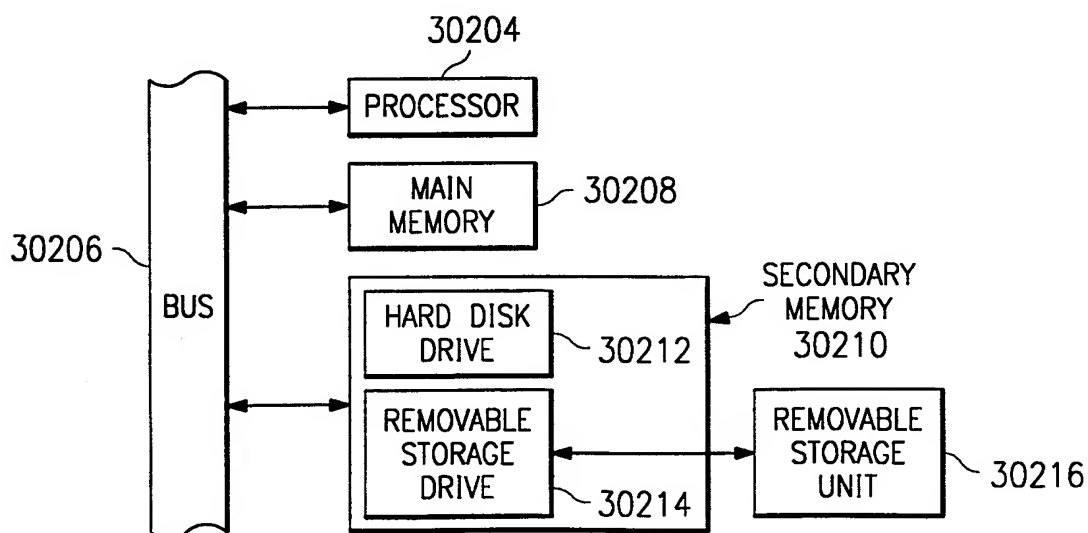 30204
PROCESSOR
MAIN
MEMORY
30208
30206
BUS
SECONDARY
MEMORY
30210
HARD DISK
DRIVE
30212
REMOVABLE
STORAGE
DRIVE
30214
REMOVABLE
STORAGE
UNIT
30216